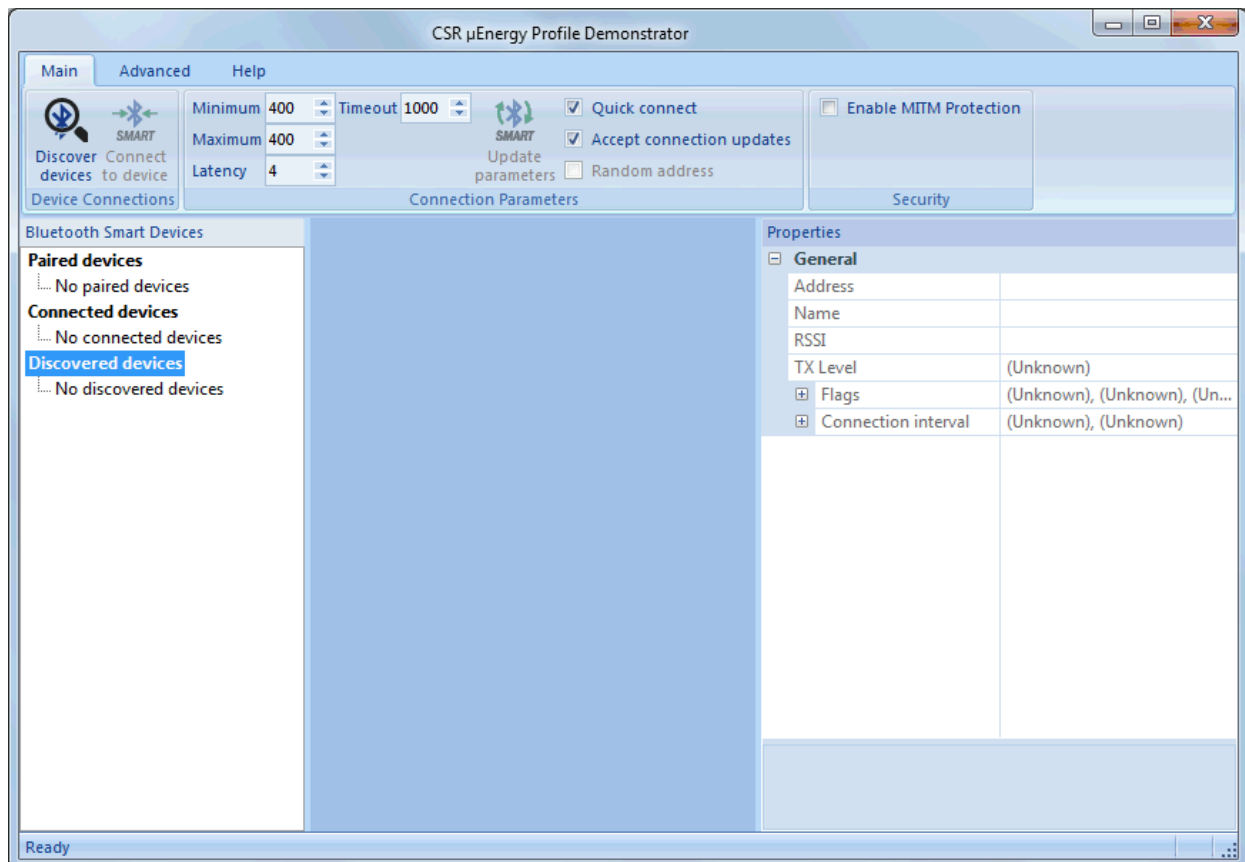 CSR µEnergy Profile Demonstrator
Main Advanced Help
Discover devices
SMART
Connect to device
Device Connections
Minimum 400
Maximum 400
Latency 4
Timeout 1000
SMART
Update parameters
Quick connect
Accept connection updates
Random address
Connection Parameters
Enable MITM Protection
Security
Bluetooth Smart Devices
Paired devices
No paired devices
Connected devices
No connected devices
Discovered devices
No discovered devices
Properties
General
Address
Name
RSSI
TX Level (Unknown)
Flags (Unknown), (Unknown), (Un...
Connection interval (Unknown), (Unknown)
Ready